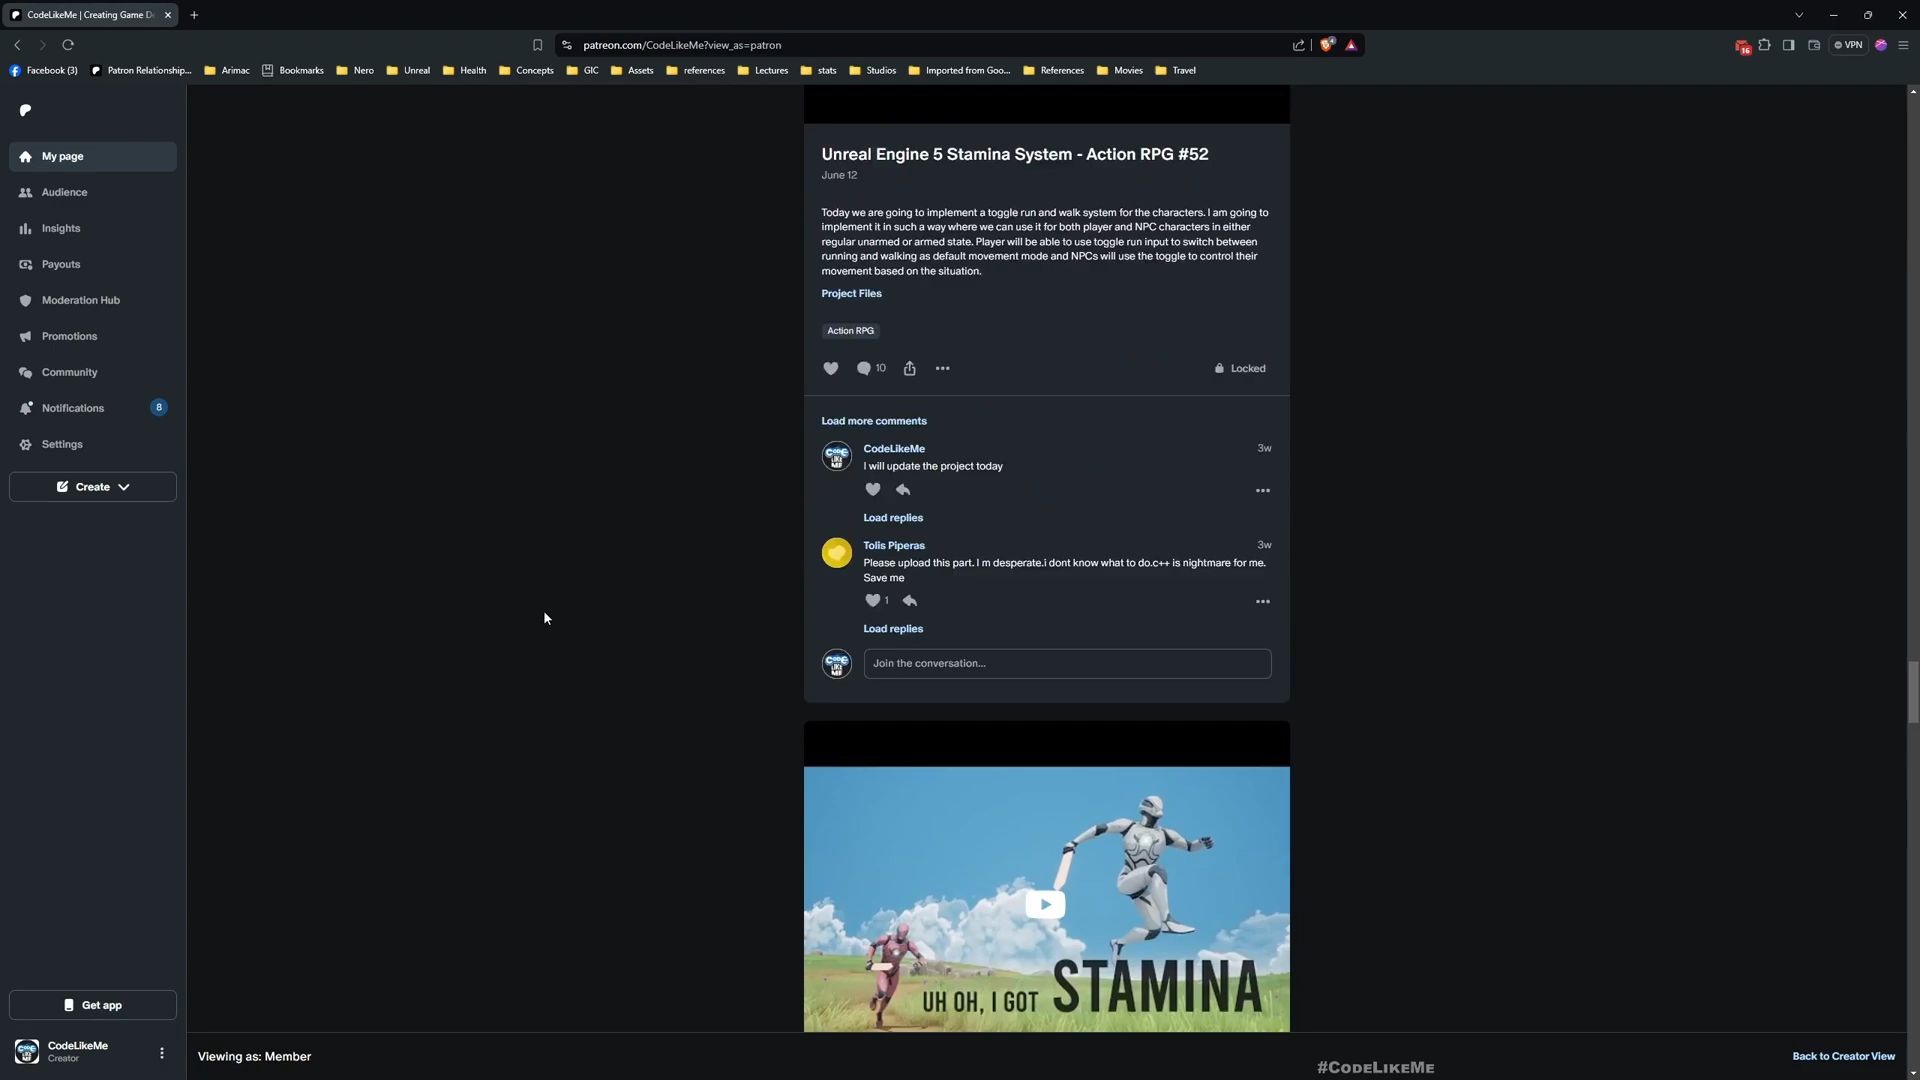 CodeLikeMe | Creating Game D
patreon.com/CodeLikeMe?view_as=patron
16
4
VPN
Facebook (3)
Patron Relationship...
Arimac
Bookmarks
Nero
Unreal
Health
Concepts
GIC
Assets
references
Lectures
stats
Studios
Imported from Goo...
References
Movies
Travel
My page
Audience
Insights
Payouts
Moderation Hub
Promotions
Community
Notifications
8
Settings
Create
Get app
CodeLikeMe
Creator
Unreal Engine 5 Stamina System - Action RPG #52
June 12
Today we are going to implement a toggle run and walk system for the characters. I am going to
implement it in such a way where we can use it for both player and NPC characters in either
regular unarmed or armed state. Player will be able to use toggle run input to switch between
running and walking as default movement mode and NPCs will use the toggle to control their
movement based on the situation.
Project Files
Action RPG
10
Locked
Load more comments
CodeLikeMe
3w
I will update the project today
Load replies
Tolis Piperas
3w
Please upload this part. I m desperate.i dont know what to do.c++ is nightmare for me.
Save me
1
Load replies
Join the conversation...
UH OH, I GOT STAMINA
Viewing as: Member
Back to Creator View
#CodeLikeMe